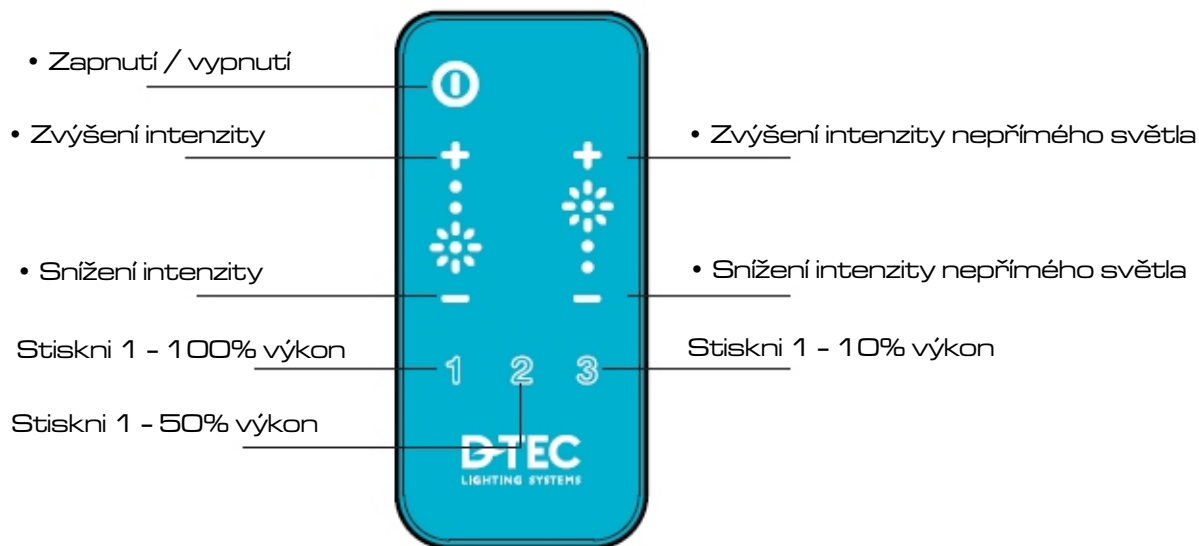 • Zapnutí / vypnutí
• Zvýšení intenzity
• Zvýšení intenzity nepřímého světla
• Snížení intenzity
• Snížení intenzity nepřímého světla
Stiskni 1 - 100% výkon
Stiskni 1 - 10% výkon
1 2 3
Stiskni 1 - 50% výkon
D-TEC
LIGHTING SYSTEMS